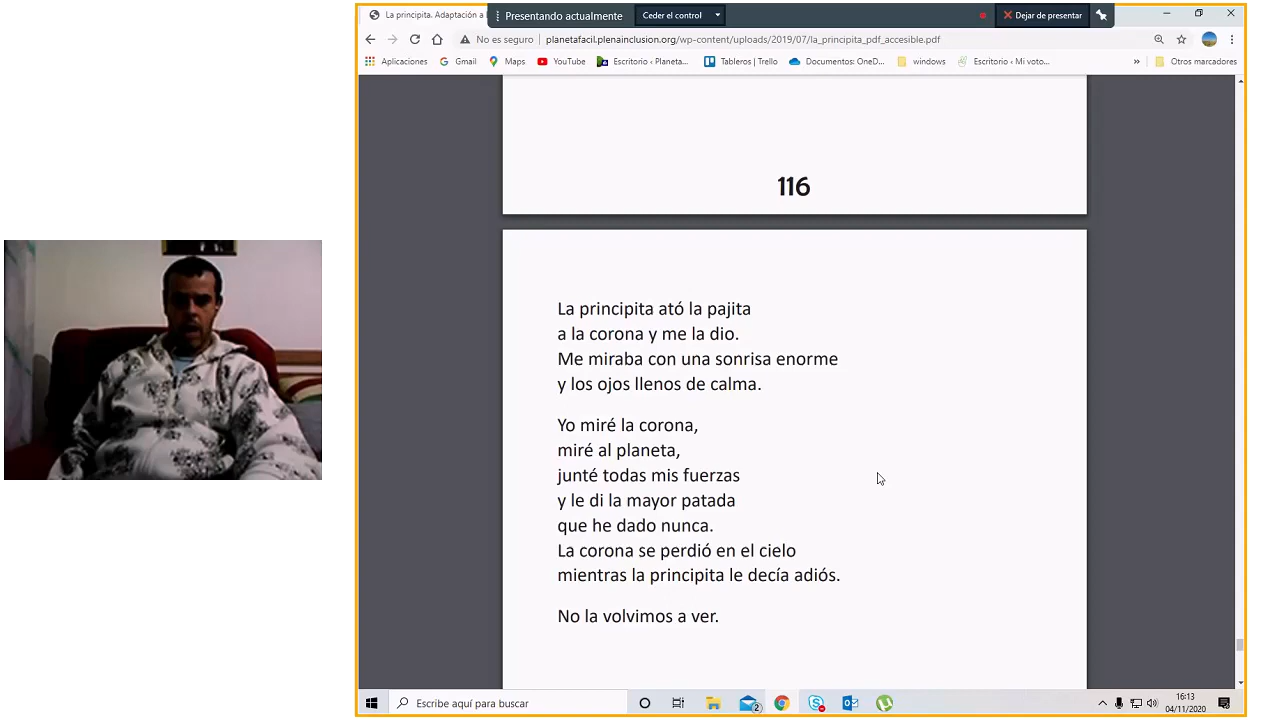 La principita. Adaptación a l
Presentando actualmente
Ceder el control
Dejar de presentar
No es seguro
planetafacil.plenainclusion.org/wp-content/uploads/2019/07/la_principita_pdf_accesible.pdf
Aplicaciones
Gmail
Maps
YouTube
Escritorio ‹ Planeta...
Tableros | Trello
Documentos: OneD...
windows
Escritorio ‹ Mi voto...
»
Otros marcadores
116
La principita ató la pajita
a la corona y me la dio.
Me miraba con una sonrisa enorme
y los ojos llenos de calma.
Yo miré la corona,
miré al planeta,
junté todas mis fuerzas
y le di la mayor patada
que he dado nunca.
La corona se perdió en el cielo
mientras la principita le decía adiós.
No la volvimos a ver.
Escribe aquí para buscar
2
16:13
04/11/2020